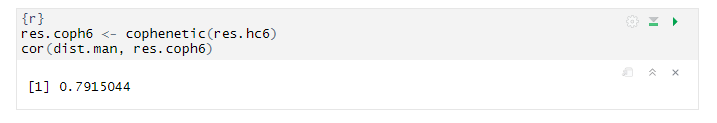 {r}
res.coph6 <- cophenetic(res.hc6)
cor(dist.man, res.coph6)
[1] 0.7915044